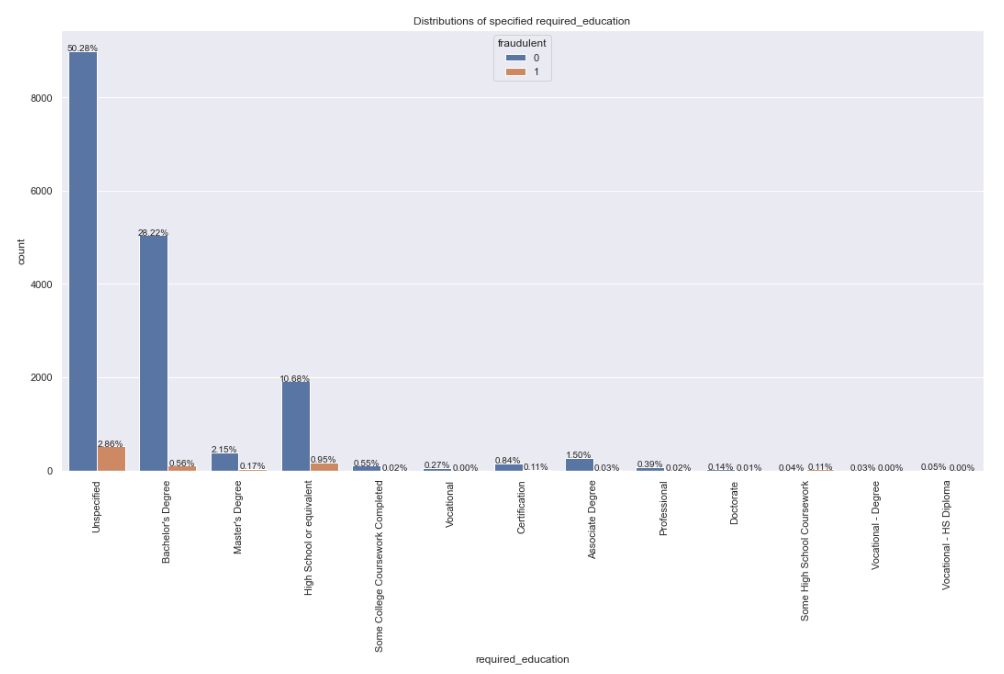 Distributions of specified required_education
fraudulent
0
1
count
8000
6000
4000
2000
0
50.28%
2.86%
28.22%
0.56%
2.15%
0.17%
10.68%
0.95%
0.55%
0.02%
0.27%
0.00%
0.84%
0.11%
1.50%
0.03%
0.39%
0.02%
0.14%
0.01%
0.04%
0.11%
0.03%
0.00%
0.05%
0.00%
Unspecified
Bachelor's Degree
Master's Degree
High School or equivalent
Some College Coursework Completed
Vocational
Certification
Associate Degree
Professional
Doctorate
Some High School Coursework
Vocational - Degree
Vocational - HS Diploma
required_education